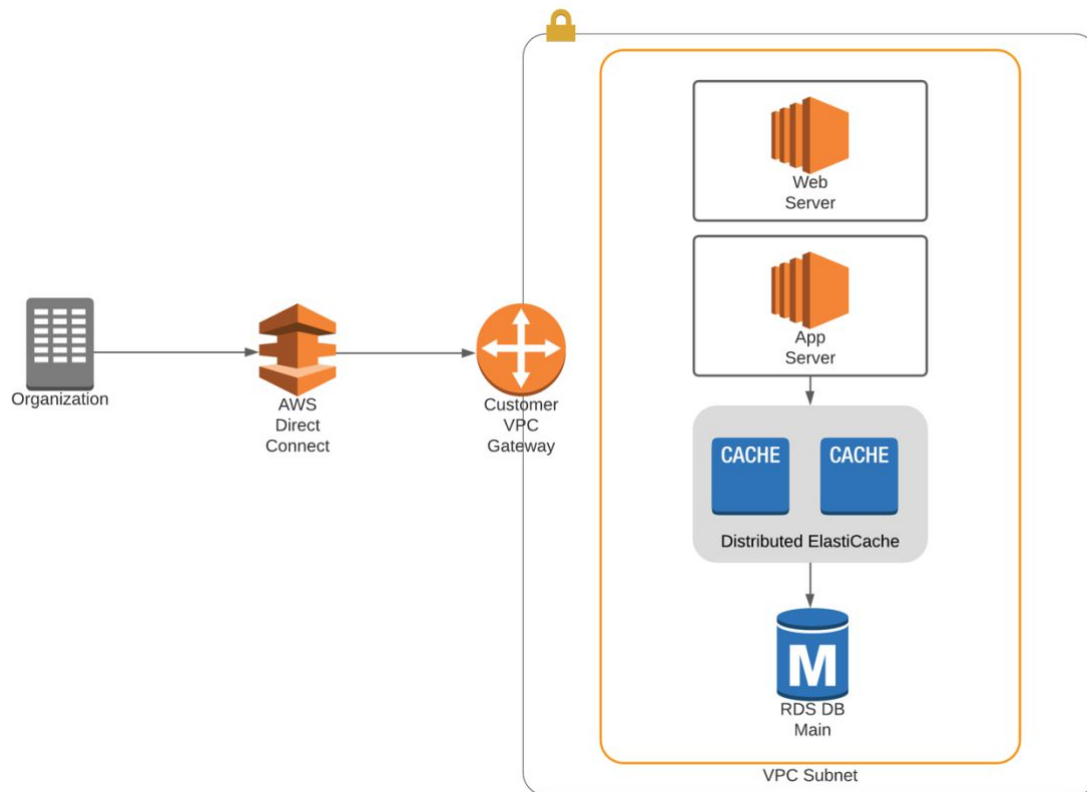 Web
Server
App
Server
Organization
AWS
Direct
Connect
Customer
VPC
Gateway
CACHE
CACHE
Distributed ElastiCache
M
RDS DB
Main
VPC Subnet